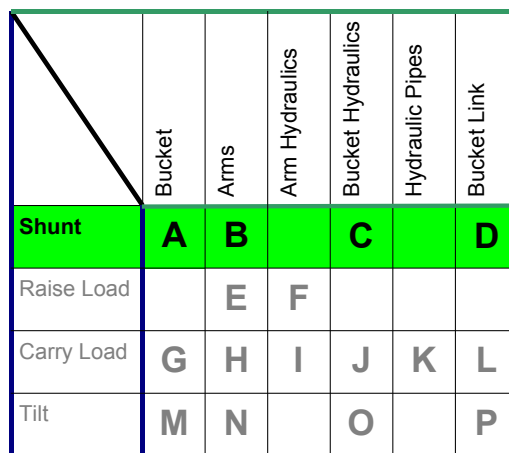 Bucket
Arms
Arm Hydraulics
Bucket Hydraulics
Hydraulic Pipes
Bucket Link
Shunt A B C D
Raise Load E F
Carry Load G H I J K L
Tilt M N O P